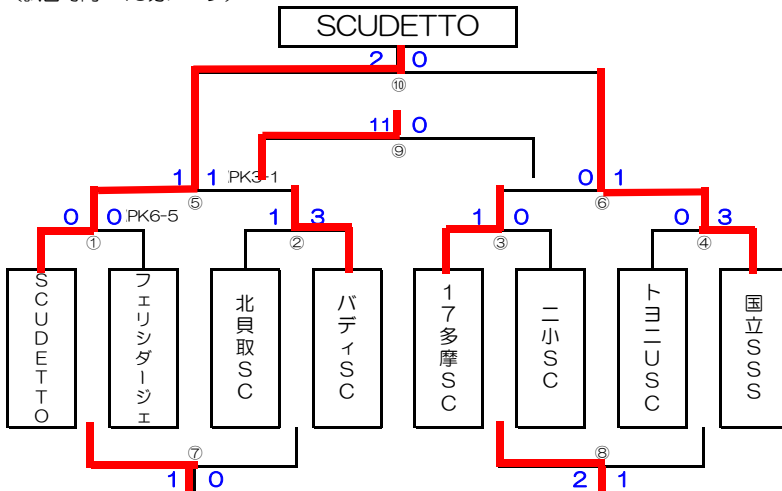 SCUDETTO
2 0
⑩
11 0
⑨
1 1 PK3-1
⑤
0 1
⑥
0 0 PK6-5
①
1 3
②
1 0
③
0 3
④
SCUDETTO
フェリシダージェ
北貝取SC
バディSC
17多摩SC
二小SC
トヨニUSC
国立SSS
⑦
1 0
⑧
2 1